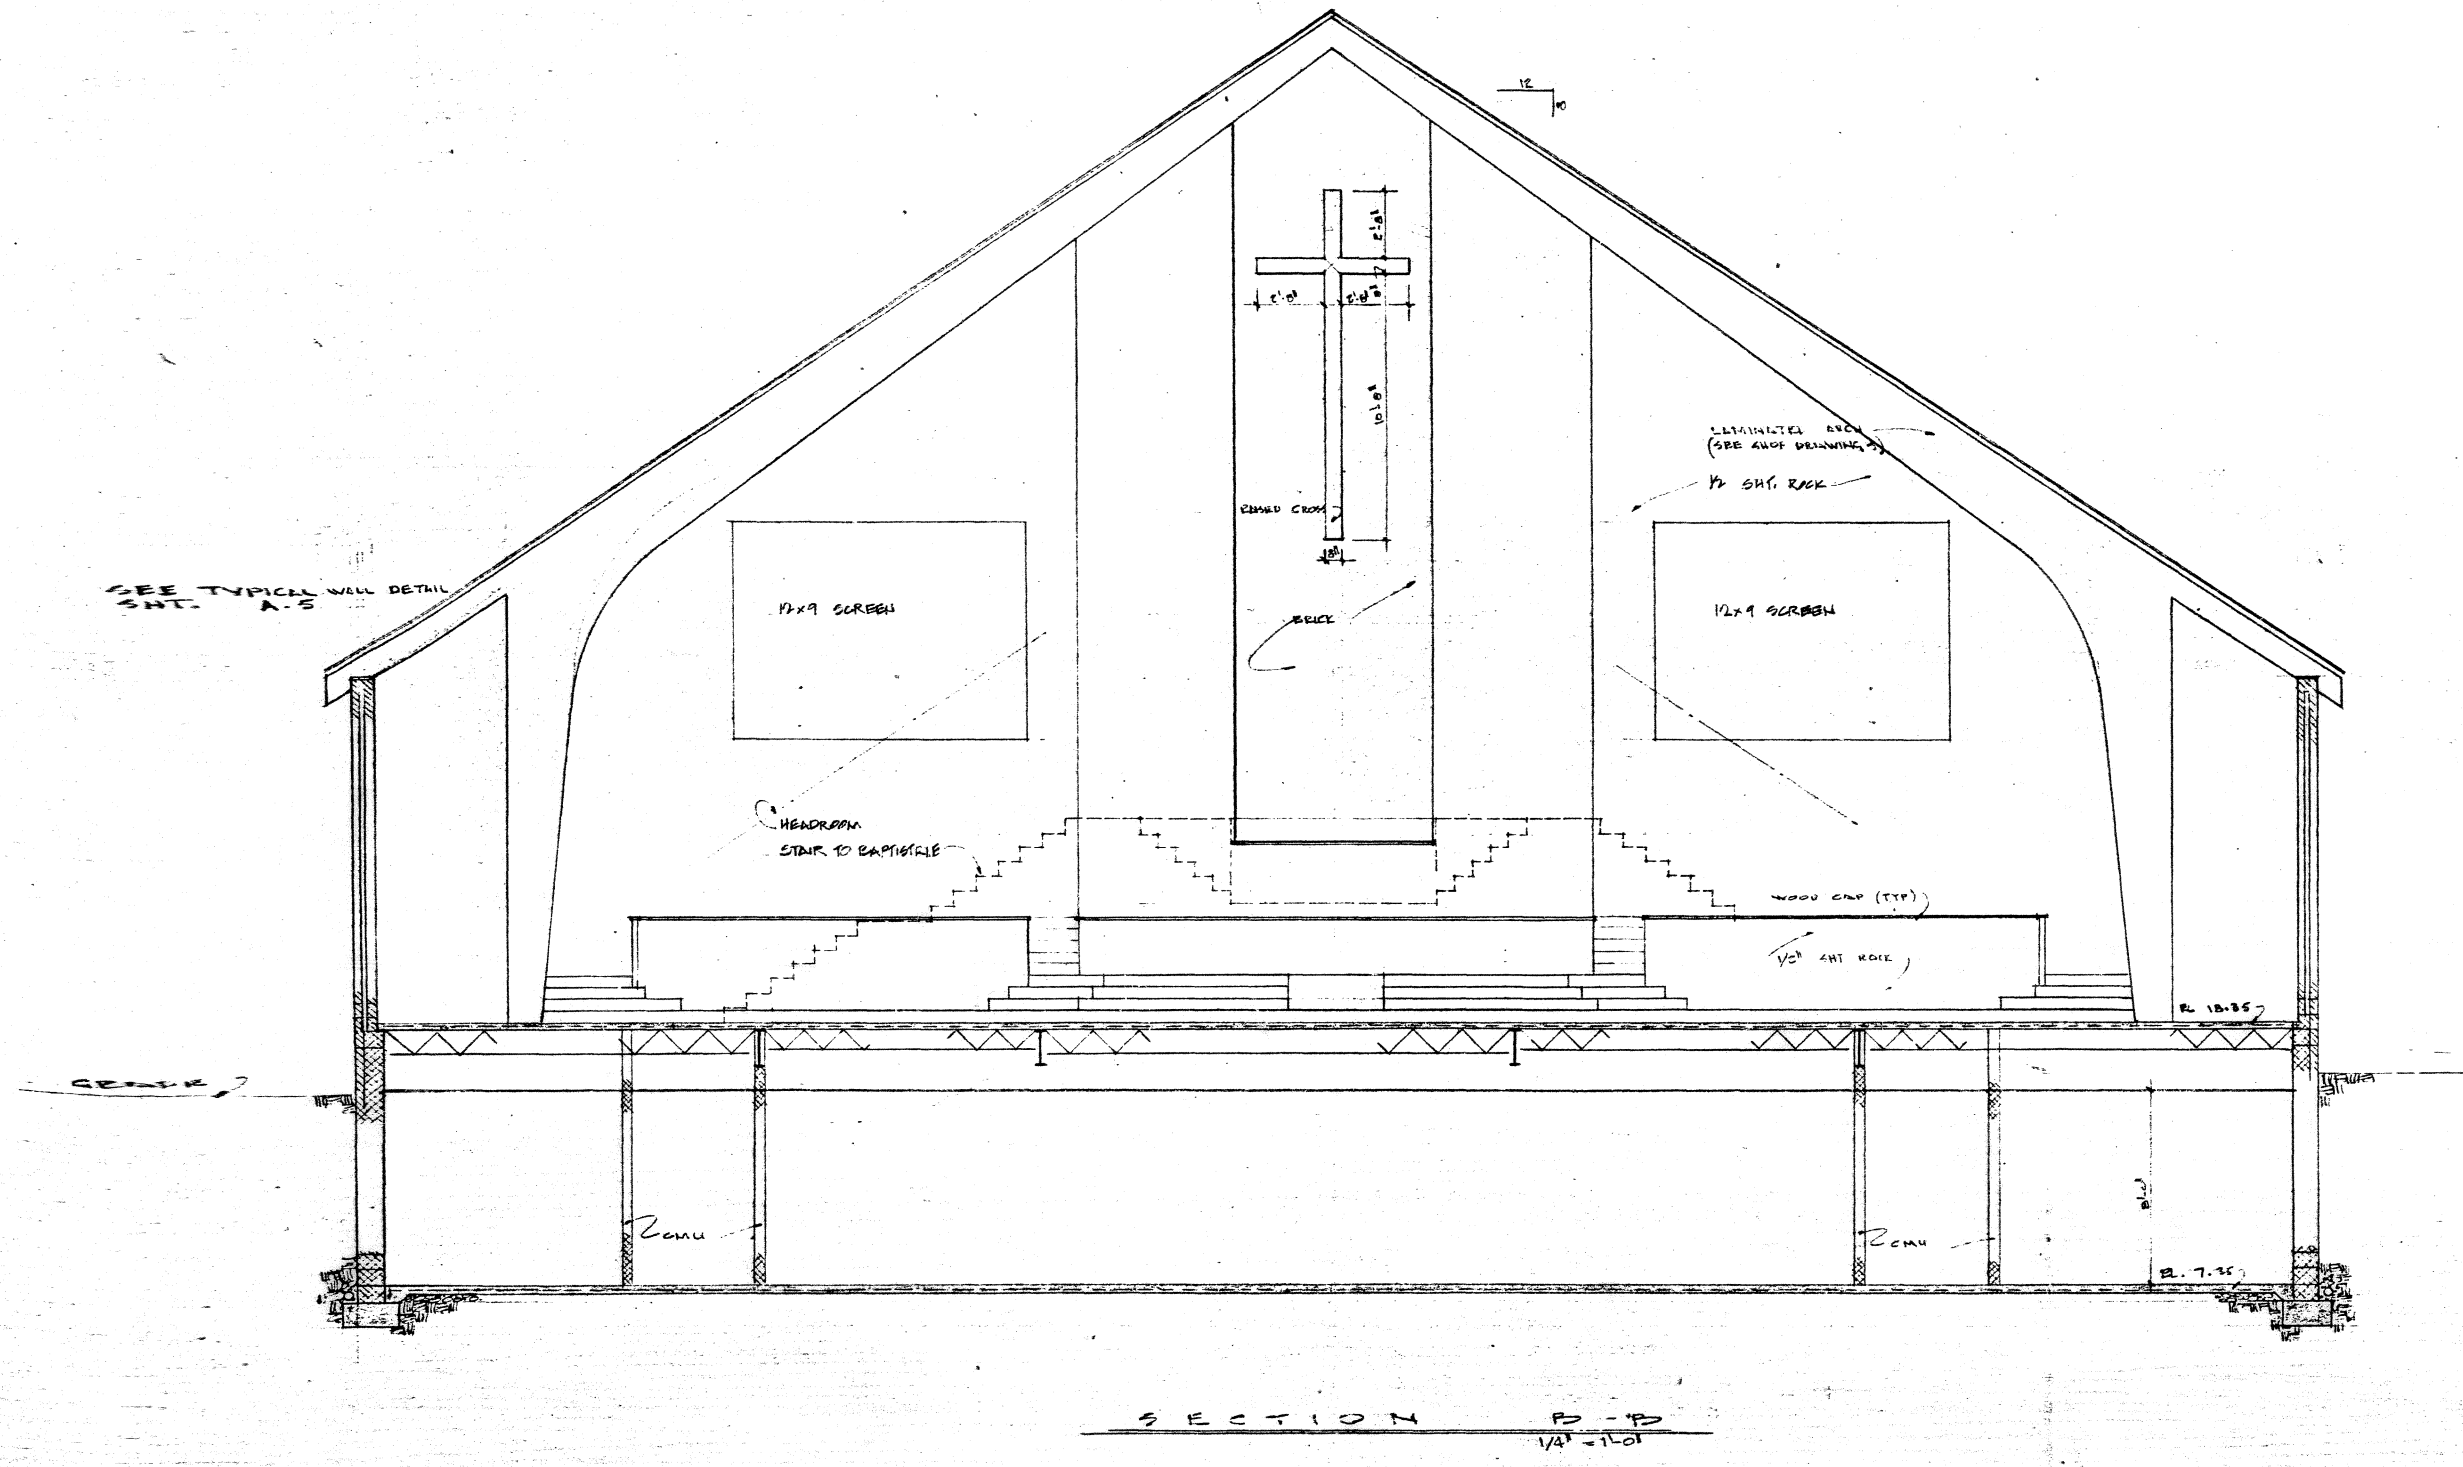 12
8
2'-8"
8"
2'-8"
2'-8"
10'-8"
LAMINATED ARCH
(SEE SHOP DRAWINGS)
1/2 SHT. ROCK
RAISED CROSS
8"
SEE TYPICAL WALL DETAIL
SHT. A-5
12x9 SCREEN
BRICK
12x9 SCREEN
HEADROOM
STAIR TO BAPTISTRIE
WOOD CAP (TYP)
1/2" SHT ROCK
EL 18.35
GRADE
8'-0"
CMU
CMU
EL. 7.35
SECTION B-B
1/4" = 1'-0"